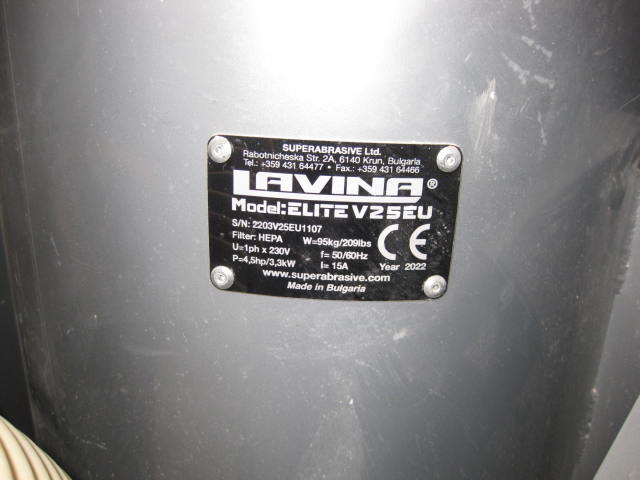 SUPERABRASIVE Ltd.
Rabotnicheska Str. 2A, 6140 Krun, Bulgaria
Tel.: +359 431 64477 • Fax.: +359 431 64466
LAVINA®
Model:ELITE V25EU
S/N: 2203V25EU1107
Filter: HEPA W=95kg/209lbs
U=1ph x 230V f= 50/60Hz
P=4,5hp/3,3kW I= 15A
CE
Year 2022
www.superabrasive.com
Made in Bulgaria